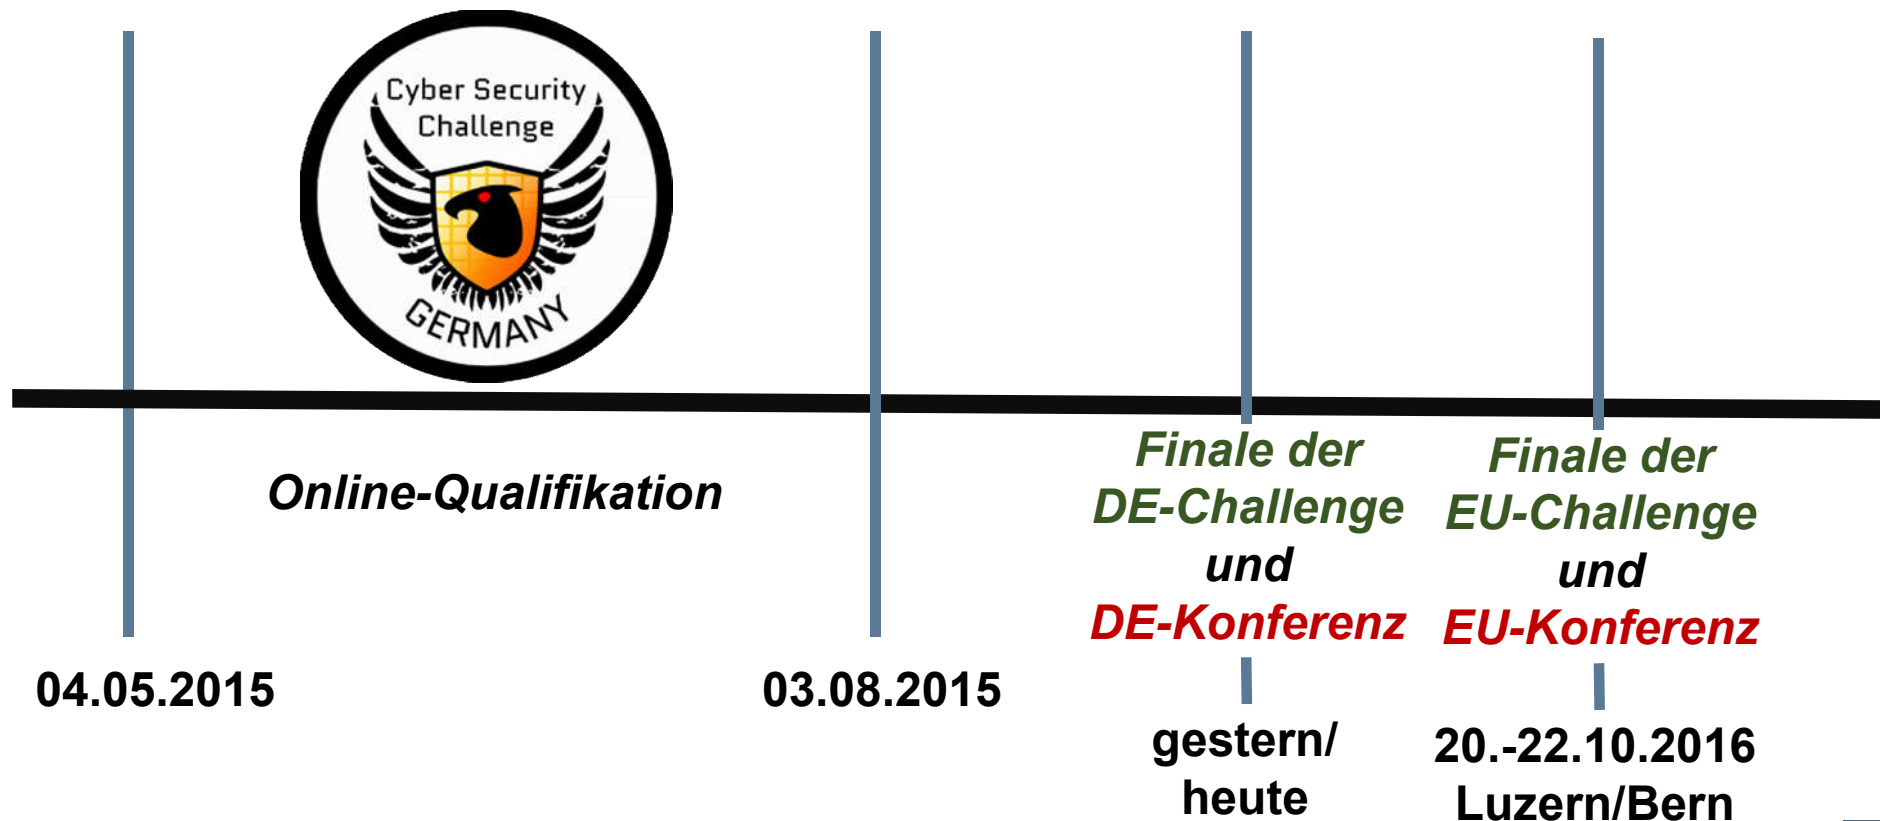 Cyber Security
Challenge
GERMANY
Online-Qualifikation
04.05.2015
03.08.2015
Finale der
DE-Challenge
und
DE-Konferenz
gestern/
heute
Finale der
EU-Challenge
und
EU-Konferenz
20.-22.10.2016
Luzern/Bern